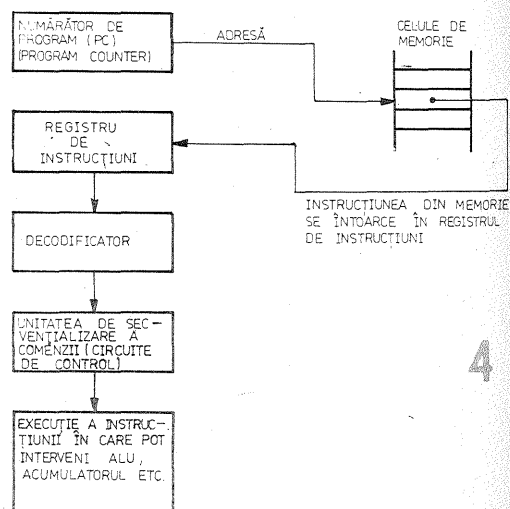 NUMĂRĂTOR DE
PROGRAM (PC)
(PROGRAM COUNTER)
ADRESĂ
CELULE DE
MEMORIE
REGISTRU
DE
INSTRUCȚIUNI
INSTRUCȚIUNEA DIN MEMORIE
SE ÎNTOARCE ÎN REGISTRUL
DE INSTRUCȚIUNI
DECODIFICATOR
UNITATEA DE SEC–
VENȚIALIZARE A
COMENZII (CIRCUITE
DE CONTROL)
4
EXECUȚIE A INSTRUC–
ȚIUNII ÎN CARE POT
INTERVENI ALU,
ACUMULATORUL ETC.